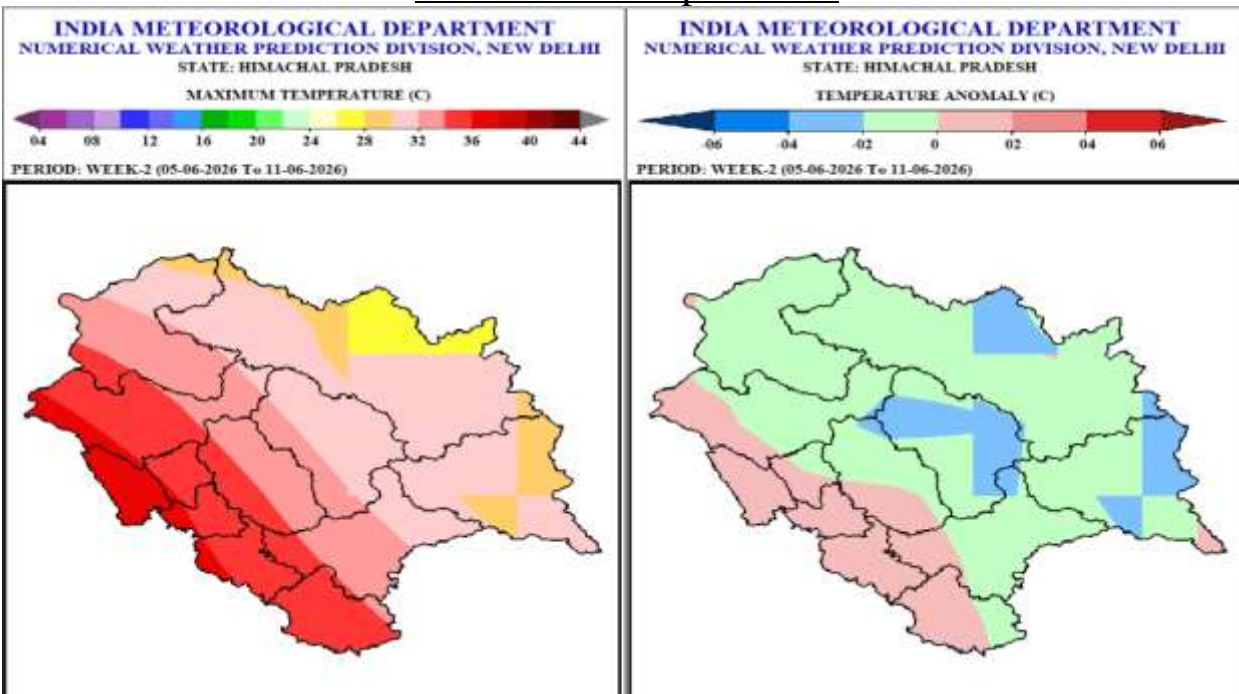 INDIA METEOROLOGICAL DEPARTMENT
NUMERICAL WEATHER PREDICTION DIVISION, NEW DELHI
STATE: HIMACHAL PRADESH
MAXIMUM TEMPERATURE (C)
04 08 12 16 20 24 28 32 36 40 44
PERIOD: WEEK-2 (05-06-2026 To 11-06-2026)
INDIA METEOROLOGICAL DEPARTMENT
NUMERICAL WEATHER PREDICTION DIVISION, NEW DELHI
STATE: HIMACHAL PRADESH
TEMPERATURE ANOMALY (C)
-06 -04 -02 0 02 04 06
PERIOD: WEEK-2 (05-06-2026 To 11-06-2026)